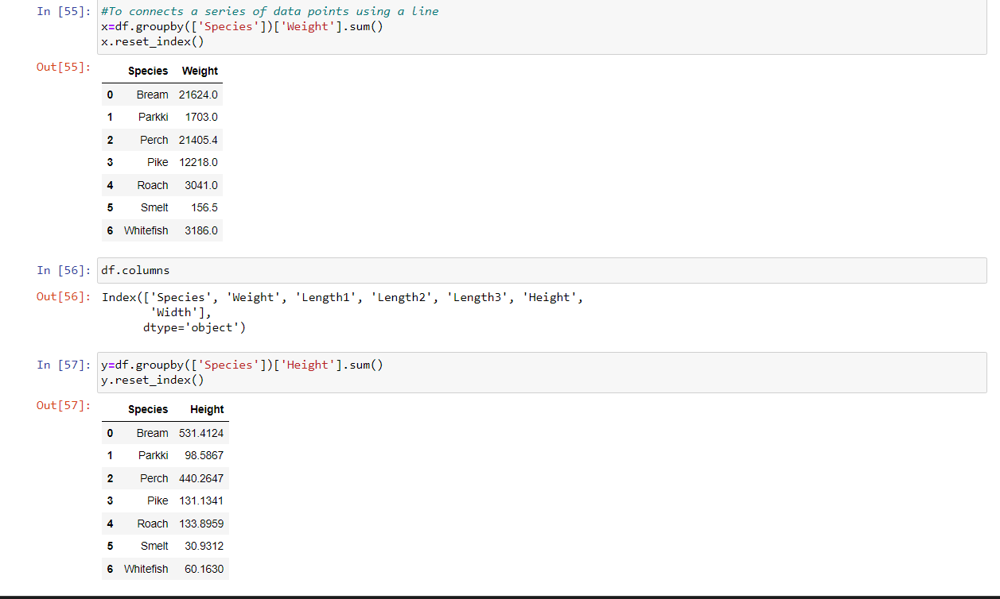 In [55]: #To connects a series of data points using a line
x=df.groupby(['Species'])['Weight'].sum()
x.reset_index()
Out[55]:
Species Weight
0 Bream 21624.0
1 Parkki 1703.0
2 Perch 21405.4
3 Pike 12218.0
4 Roach 3041.0
5 Smelt 156.5
6 Whitefish 3186.0
In [56]: df.columns
Out[56]: Index(['Species', 'Weight', 'Length1', 'Length2', 'Length3', 'Height',
'Width'],
dtype='object')
In [57]: y=df.groupby(['Species'])['Height'].sum()
y.reset_index()
Out[57]:
Species Height
0 Bream 531.4124
1 Parkki 98.5867
2 Perch 440.2647
3 Pike 131.1341
4 Roach 133.8959
5 Smelt 30.9312
6 Whitefish 60.1630